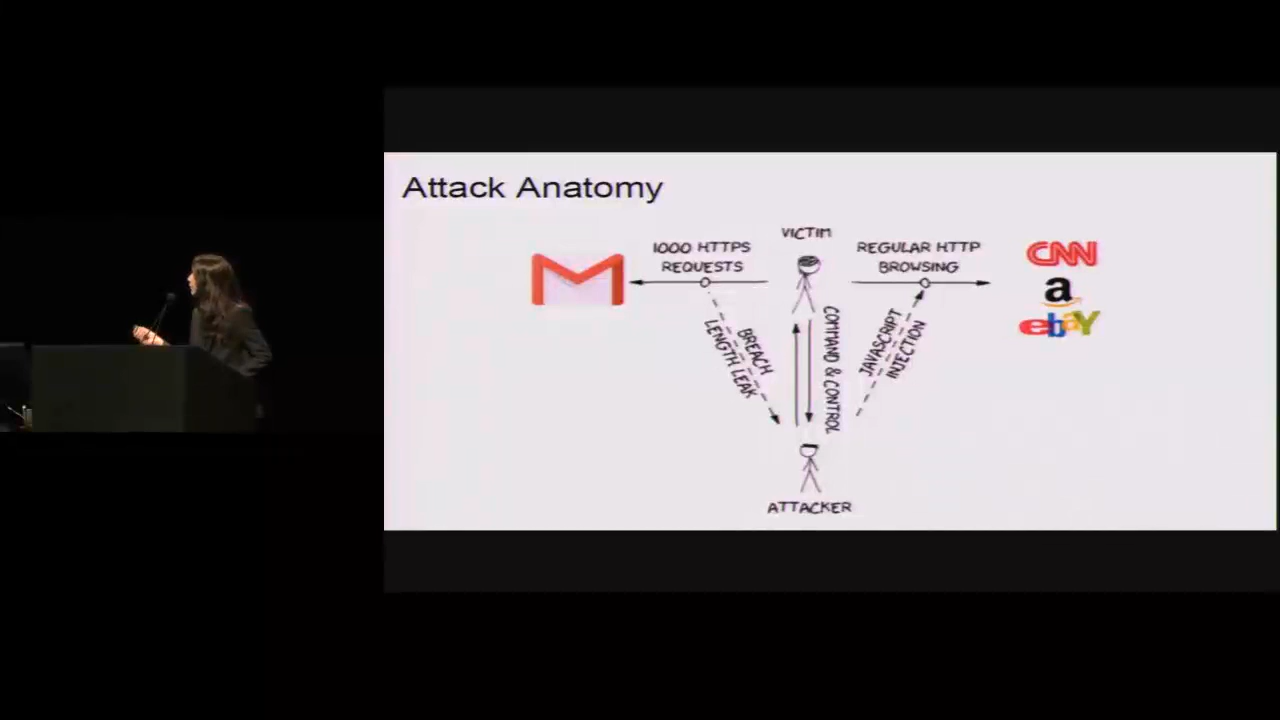 Attack Anatomy
VICTIM
1000 HTTPS
REQUESTS
REGULAR HTTP
BROWSING
CNN
a
ebay
BREACH
LENGTH LEAK
COMMAND & CONTROL
JAVASCRIPT
INJECTION
ATTACKER